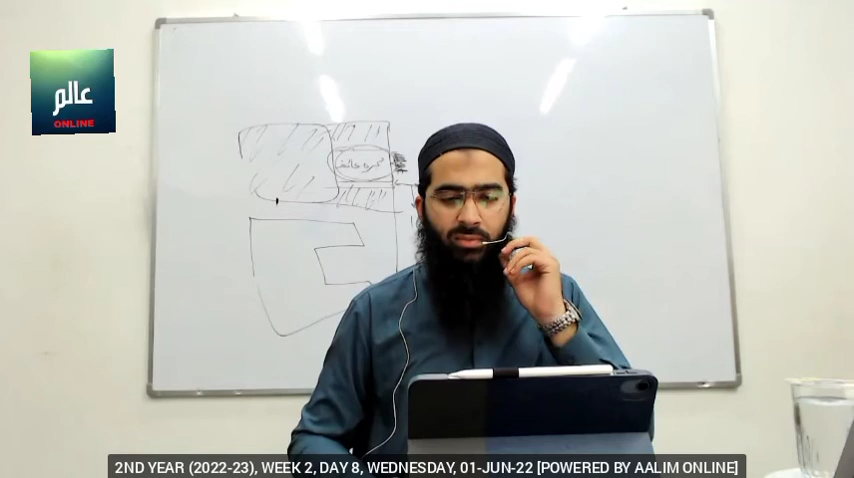 عالم
ONLINE
2ND YEAR (2022-23), WEEK 2, DAY 8, WEDNESDAY, 01-JUN-22 [POWERED BY AALIM ONLINE]